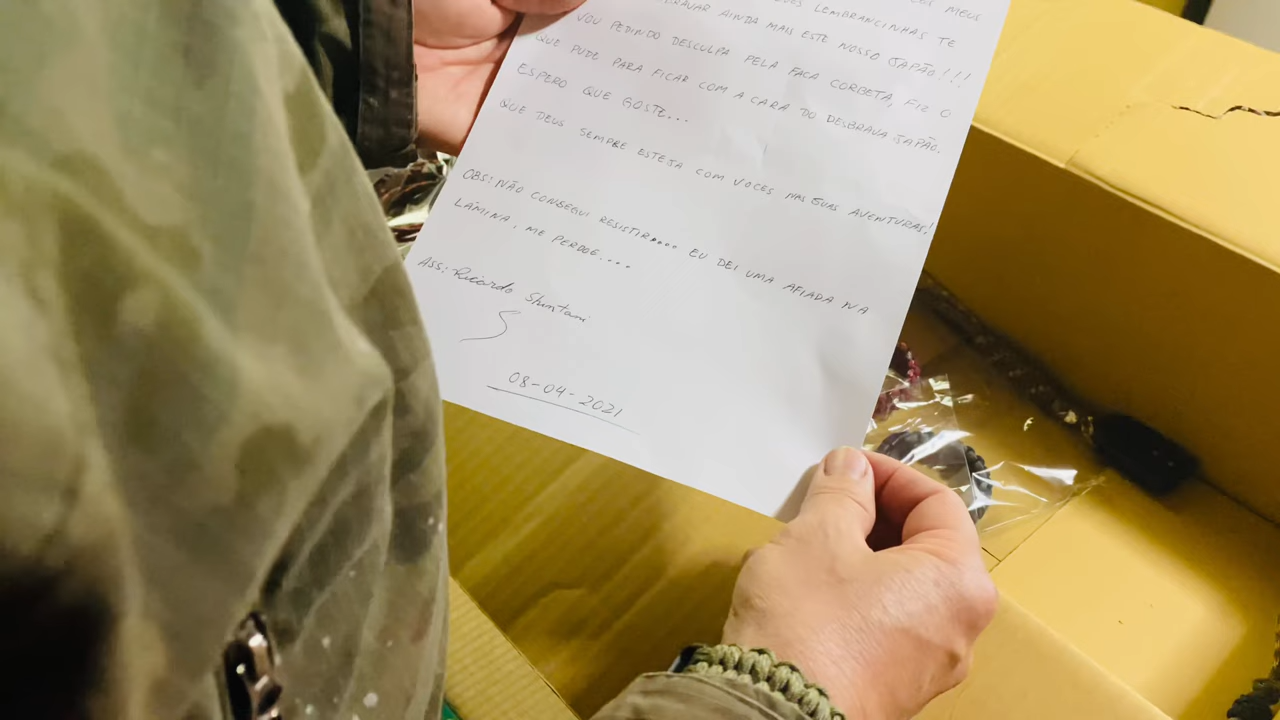 MEUS
LEMBRANCINHAS TE
AINDA MAIS ESTE NOSSO JAPÃO!!!
VOU PEDINDO DESCULPA PELA FACA CORBETA, FIZ O
QUE PUDE PARA FICAR COM A CARA DO DESBRAVA JAPÃO.
ESPERO QUE GOSTE...
QUE DEUS SEMPRE ESTEJA COM VOCES NAS SUAS AVENTURAS!
OBS: NÃO CONSEGUI RESISTIR.... EU DEI UMA AFIADA NA
LÂMINA, ME PERDOE....
ASS: Ricardo Shintani
08-04-2021